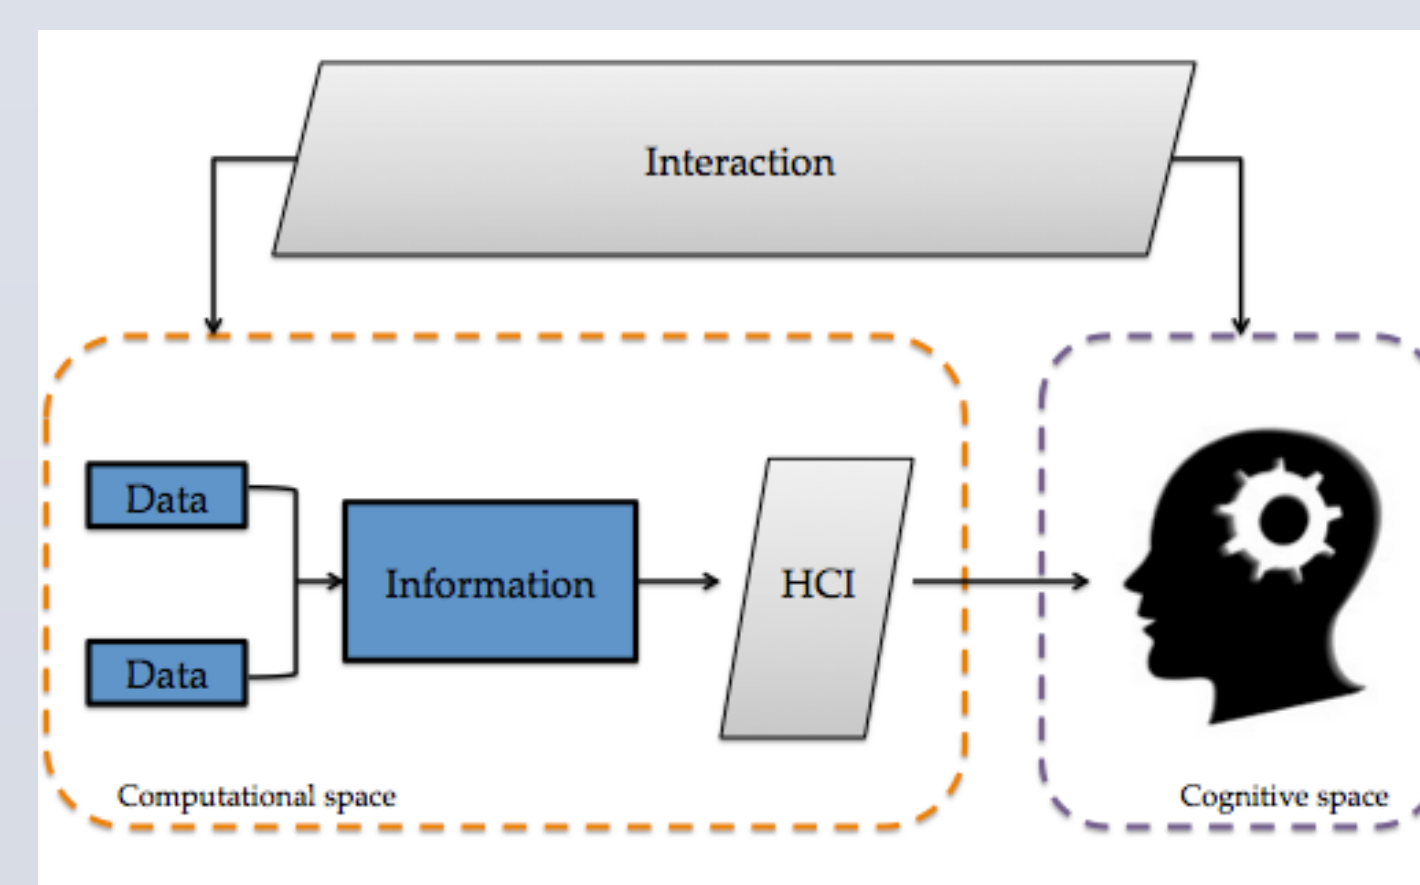 Interaction
Data
Information
HCI
Data
Computational space
Cognitive space